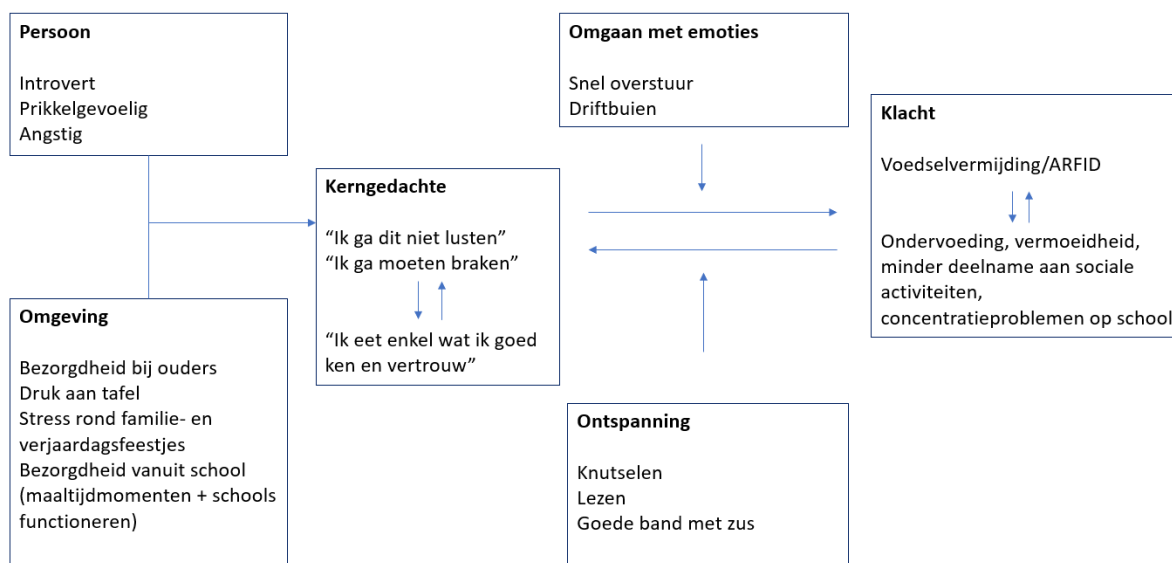 Persoon
Introvert
Prikkelgevoelig
Angstig
Omgeving
Bezorgdheid bij ouders
Druk aan tafel
Stress rond familie- en
verjaardagsfeestjes
Bezorgdheid vanuit school
(maaltijdmomenten + schools
functioneren)
Kerngedachte
“Ik ga dit niet lusten”
“Ik ga moeten braken”
“Ik eet enkel wat ik goed
ken en vertrouw”
Omgaan met emoties
Snel overstuur
Driftbuien
Ontspanning
Knutselen
Lezen
Goede band met zus
Klacht
Voedselvermijding/ARFID
Ondervoeding, vermoeidheid,
minder deelname aan sociale
activiteiten,
concentratieproblemen op school